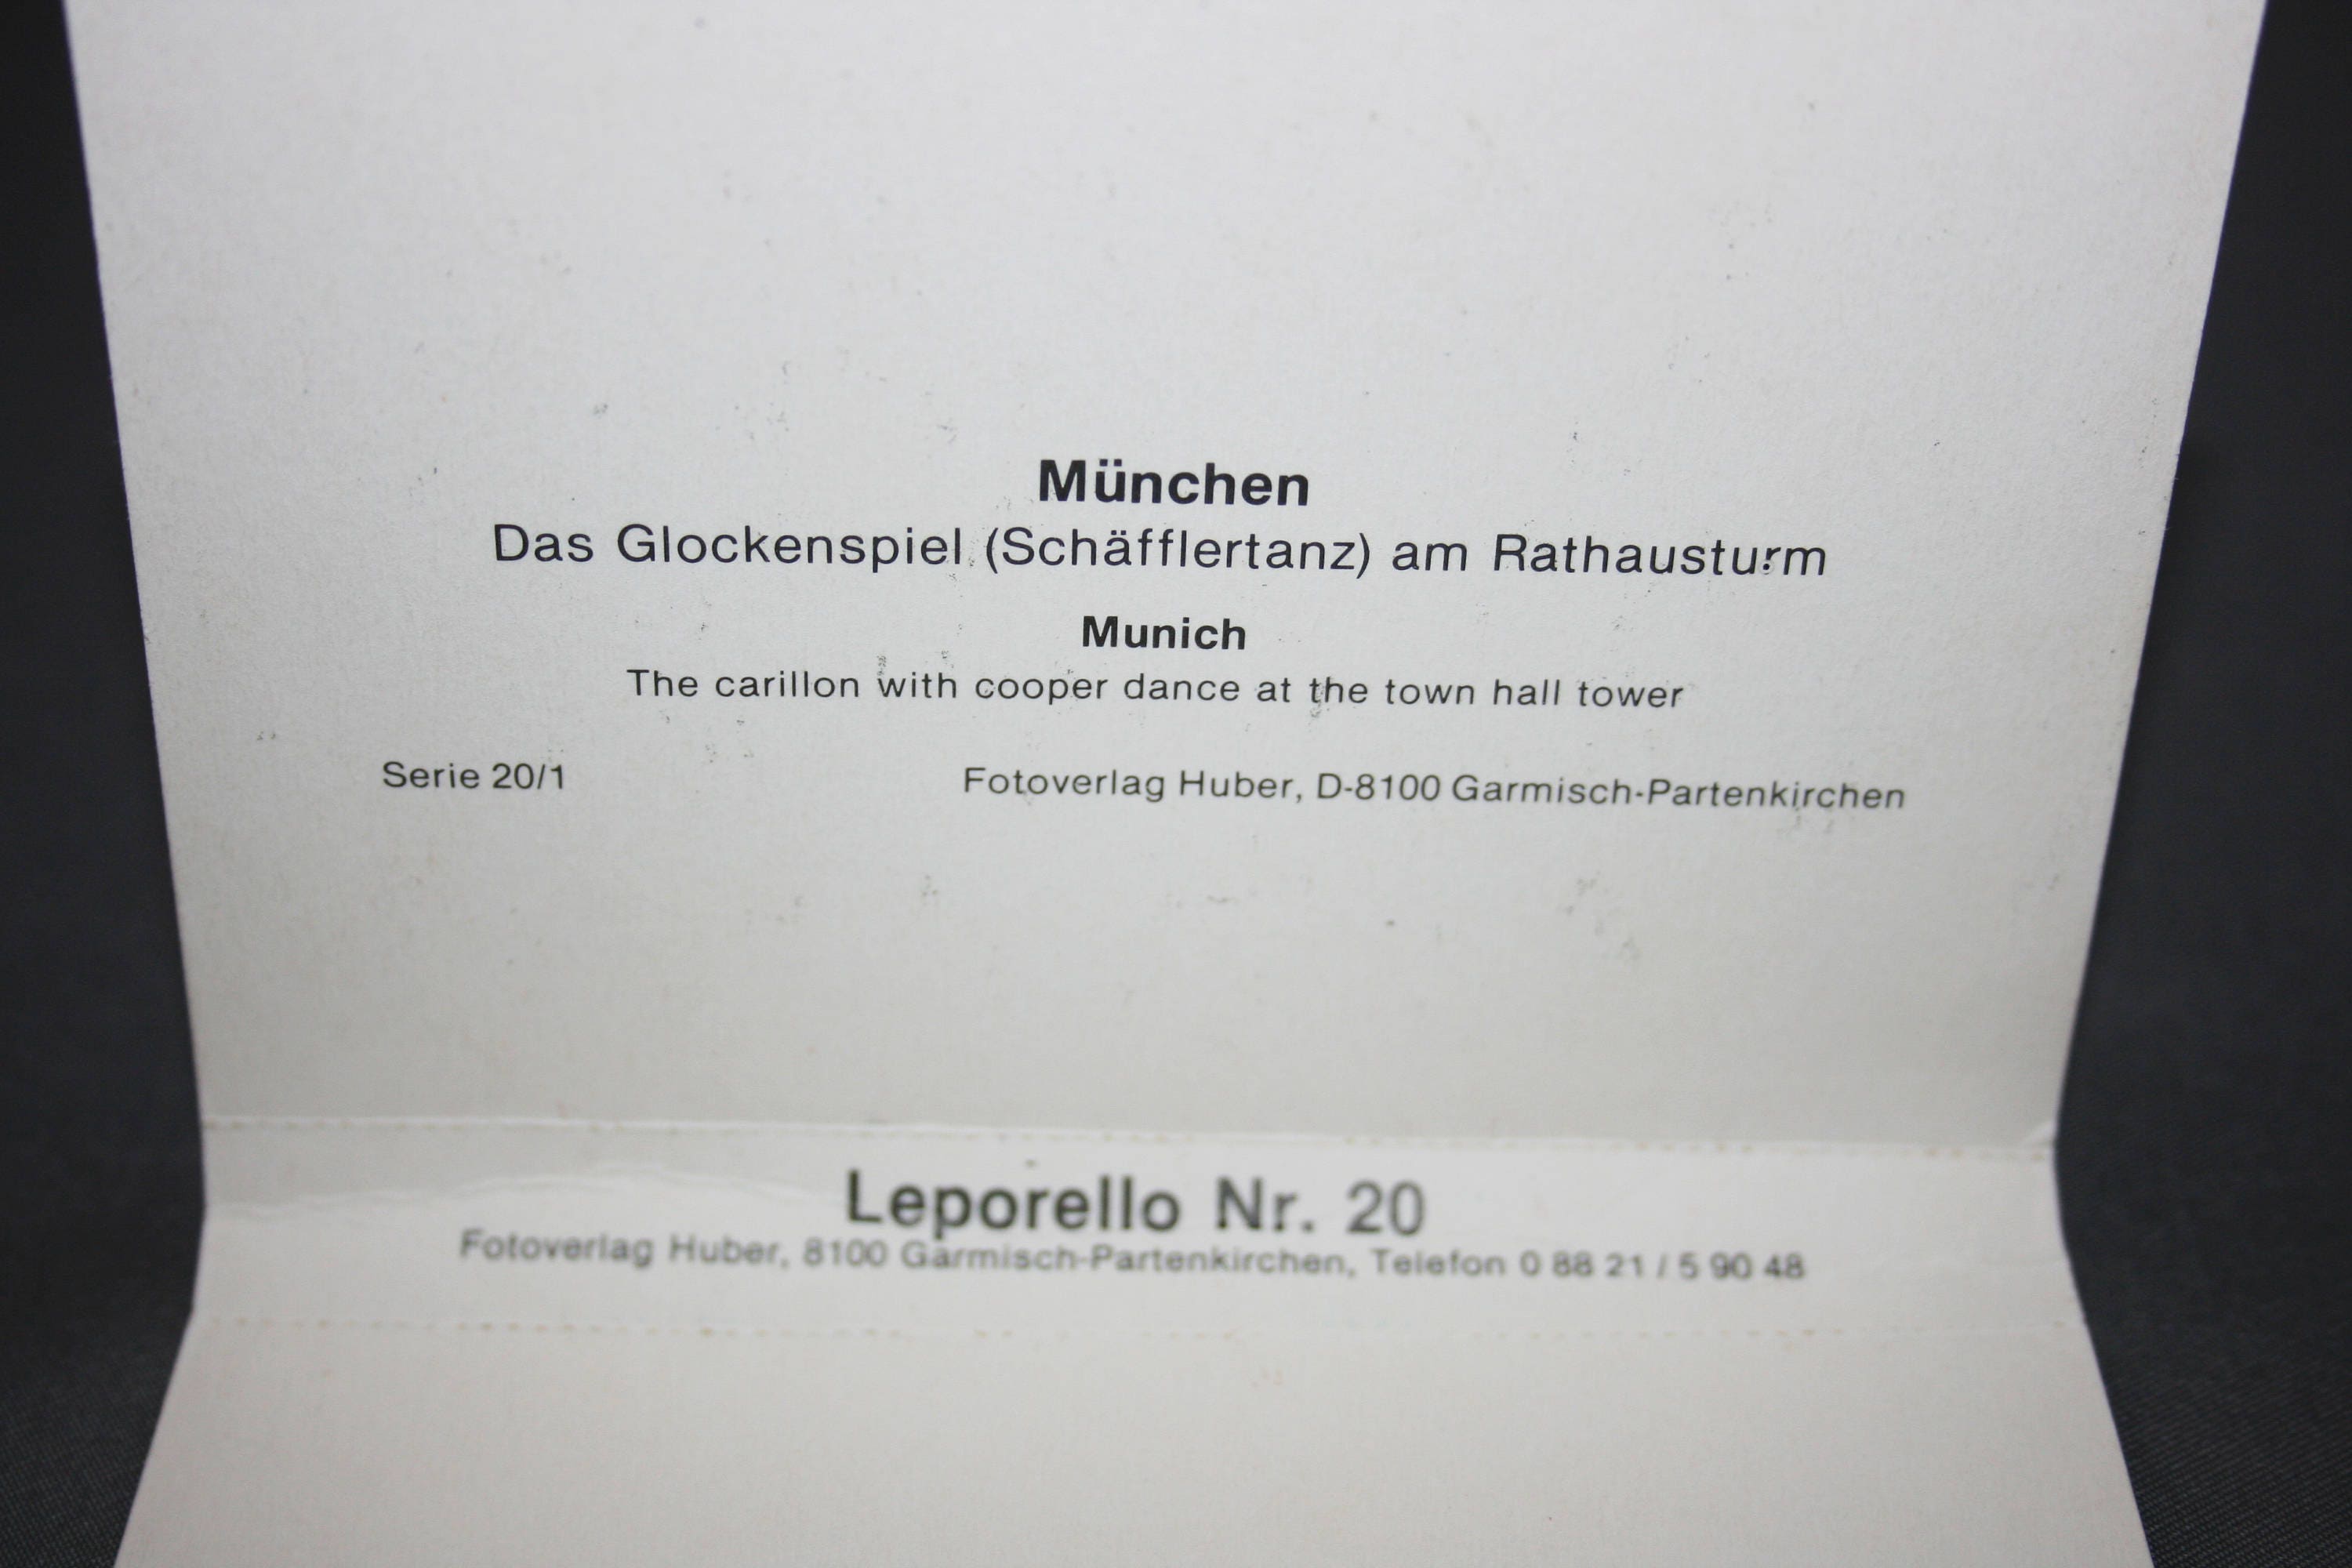 München
Das Glockenspiel (Schäfflertanz) am Rathausturm
Munich
The carillon with cooper dance at the town hall tower
Serie 20/1 Fotoverlag Huber, D-8100 Garmisch-Partenkirchen
Leporello Nr. 20
Fotoverlag Huber, 8100 Garmisch-Partenkirchen, Telefon 0 88 21 / 5 90 48